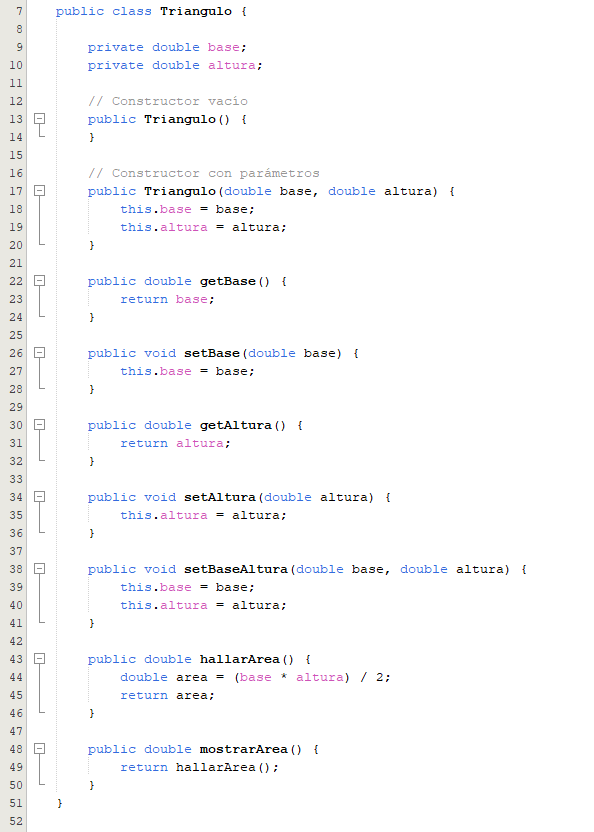 7 public class Triangulo {
8
9 private double base;
10 private double altura;
11
12 // Constructor vacío
13 public Triangulo() {
14 }
15
16 // Constructor con parámetros
17 public Triangulo(double base, double altura) {
18 this.base = base;
19 this.altura = altura;
20 }
21
22 public double getBase() {
23 return base;
24 }
25
26 public void setBase(double base) {
27 this.base = base;
28 }
29
30 public double getAltura() {
31 return altura;
32 }
33
34 public void setAltura(double altura) {
35 this.altura = altura;
36 }
37
38 public void setBaseAltura(double base, double altura) {
39 this.base = base;
40 this.altura = altura;
41 }
42
43 public double hallarArea() {
44 double area = (base * altura) / 2;
45 return area;
46 }
47
48 public double mostrarArea() {
49 return hallarArea();
50 }
51 }
52